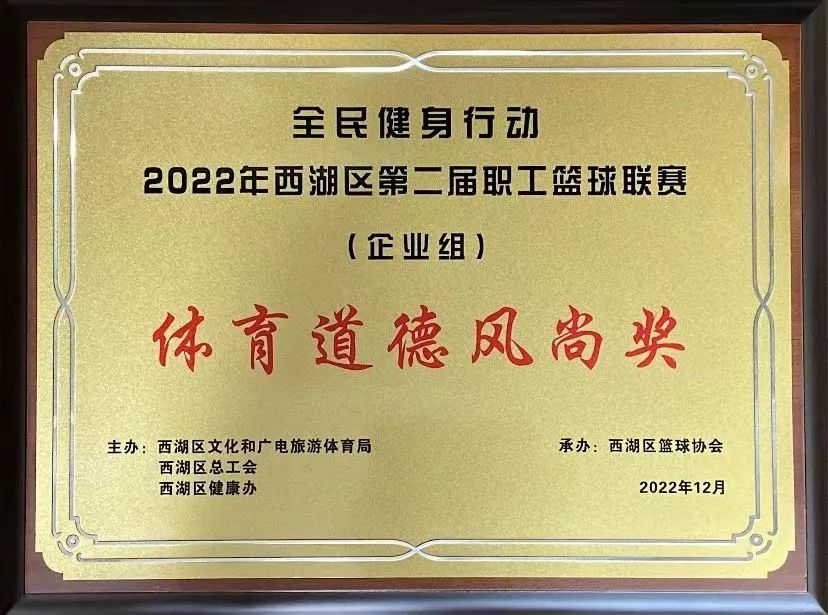 全民健身行动
2022年西湖区第二届职工篮球联赛
（企业组）
体育道德风尚奖
主办：西湖区文化和广电旅游体育局
西湖区总工会
西湖区健康办
承办：西湖区篮球协会
2022年12月